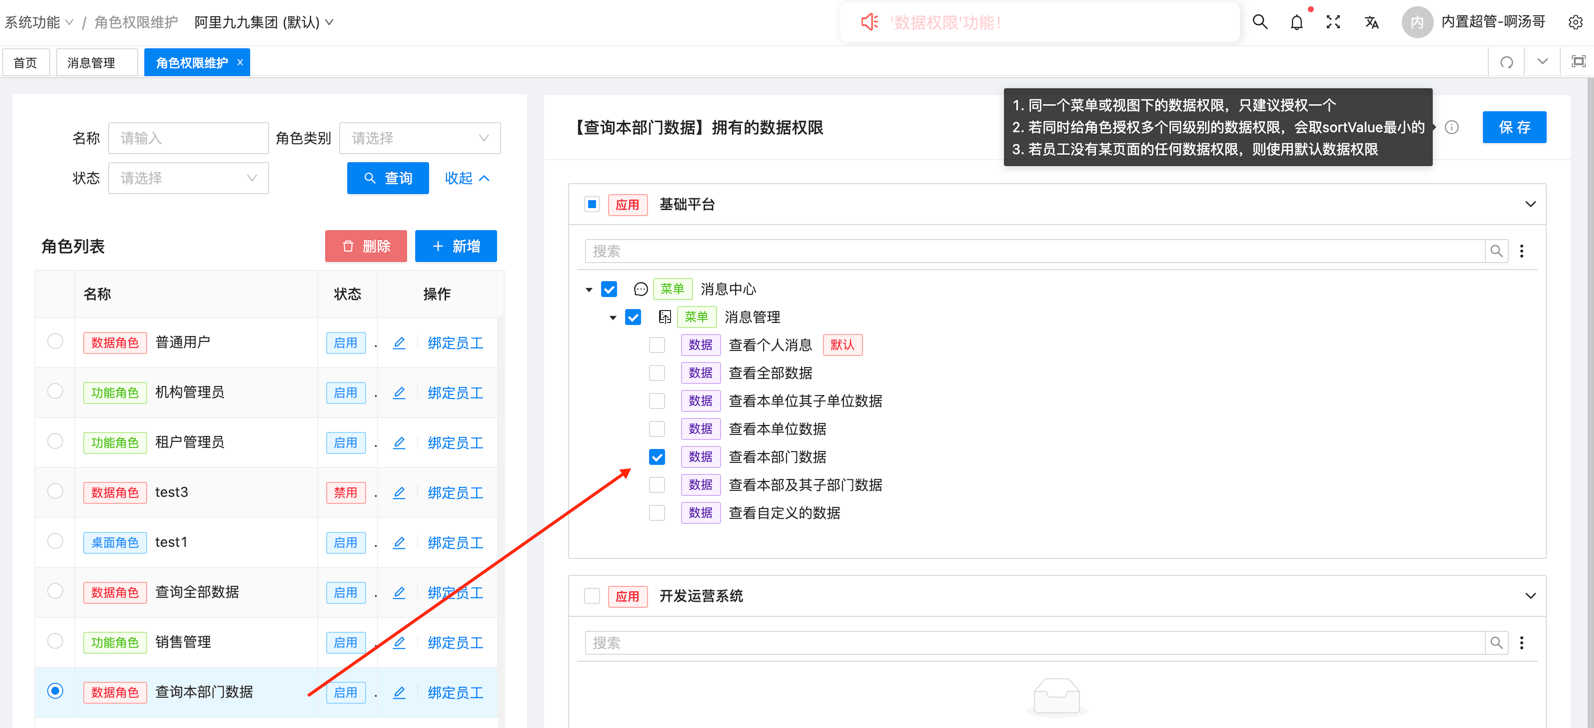 系统功能 / 角色权限维护 阿里九九集团 (默认)
'数据权限'功能!
内 内置超管-啊汤哥
首页 消息管理 角色权限维护 x
名称 请输入 角色类别 请选择
状态 请选择 查询 收起
角色列表 删除 + 新增
名称 状态 操作
数据角色 普通用户 启用 . 绑定员工
功能角色 机构管理员 启用 . 绑定员工
功能角色 租户管理员 启用 . 绑定员工
数据角色 test3 禁用 . 绑定员工
桌面角色 test1 启用 . 绑定员工
数据角色 查询全部数据 启用 . 绑定员工
功能角色 销售管理 启用 . 绑定员工
数据角色 查询本部门数据 启用 . 绑定员工
【查询本部门数据】拥有的数据权限
1. 同一个菜单或视图下的数据权限，只建议授权一个
2. 若同时给角色授权多个同级别的数据权限，会取sortValue最小的
3. 若员工没有某页面的任何数据权限，则使用默认数据权限
保 存
应用 基础平台
搜索
菜单 消息中心
菜单 消息管理
数据 查看个人消息 默认
数据 查看全部数据
数据 查看本单位其子单位数据
数据 查看本单位数据
数据 查看本部门数据
数据 查看本部及其子部门数据
数据 查看自定义的数据
应用 开发运营系统
搜索